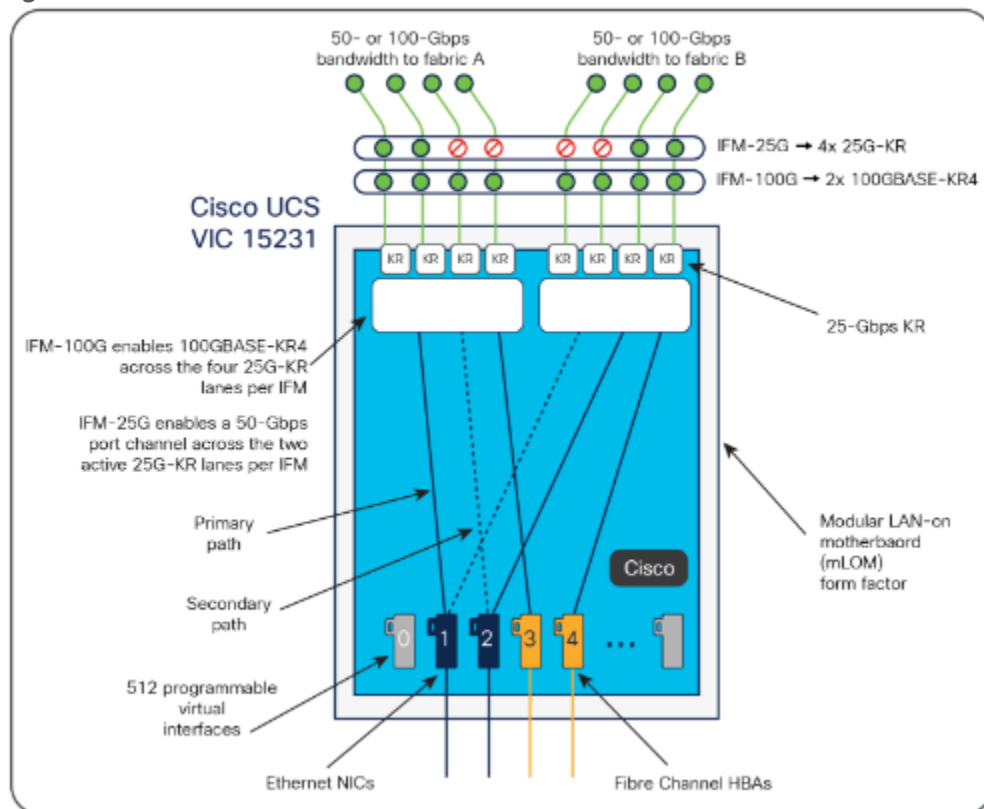 50- or 100-Gbps
bandwidth to fabric A
50- or 100-Gbps
bandwidth to fabric B
IFM-25G → 4x 25G-KR
IFM-100G → 2x 100GBASE-KR4
Cisco UCS
VIC 15231
KR
KR
KR
KR
KR
KR
KR
KR
25-Gbps KR
IFM-100G enables 100GBASE-KR4
across the four 25G-KR
lanes per IFM
IFM-25G enables a 50-Gbps
port channel across the two
active 25G-KR lanes per IFM
Primary
path
Secondary
path
Modular LAN-on
motherbaord
(mLOM)
form factor
Cisco
0
1
2
3
4
...
512 programmable
virtual
interfaces
Ethernet NICs
Fibre Channel HBAs